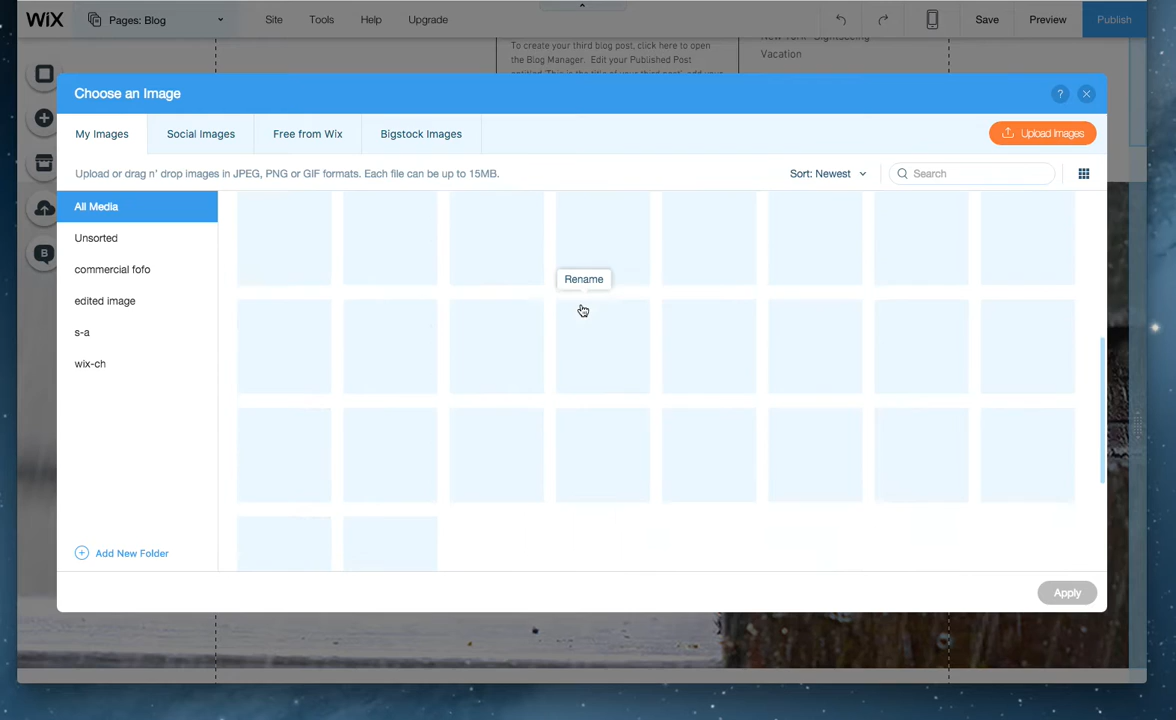 WiX Pages: Blog Site Tools Help Upgrade Save Preview Publish
To create your third blog post, click here to open
the Blog Manager. Edit your Published Post
Vacation
Choose an Image ?
My Images Social Images Free from Wix Bigstock Images Upload Images
Upload or drag n' drop images in JPEG, PNG or GIF formats. Each file can be up to 15MB. Sort: Newest Search
All Media
Unsorted
commercial fofo
edited image
s-a
wix-ch
Rename
Add New Folder
Apply